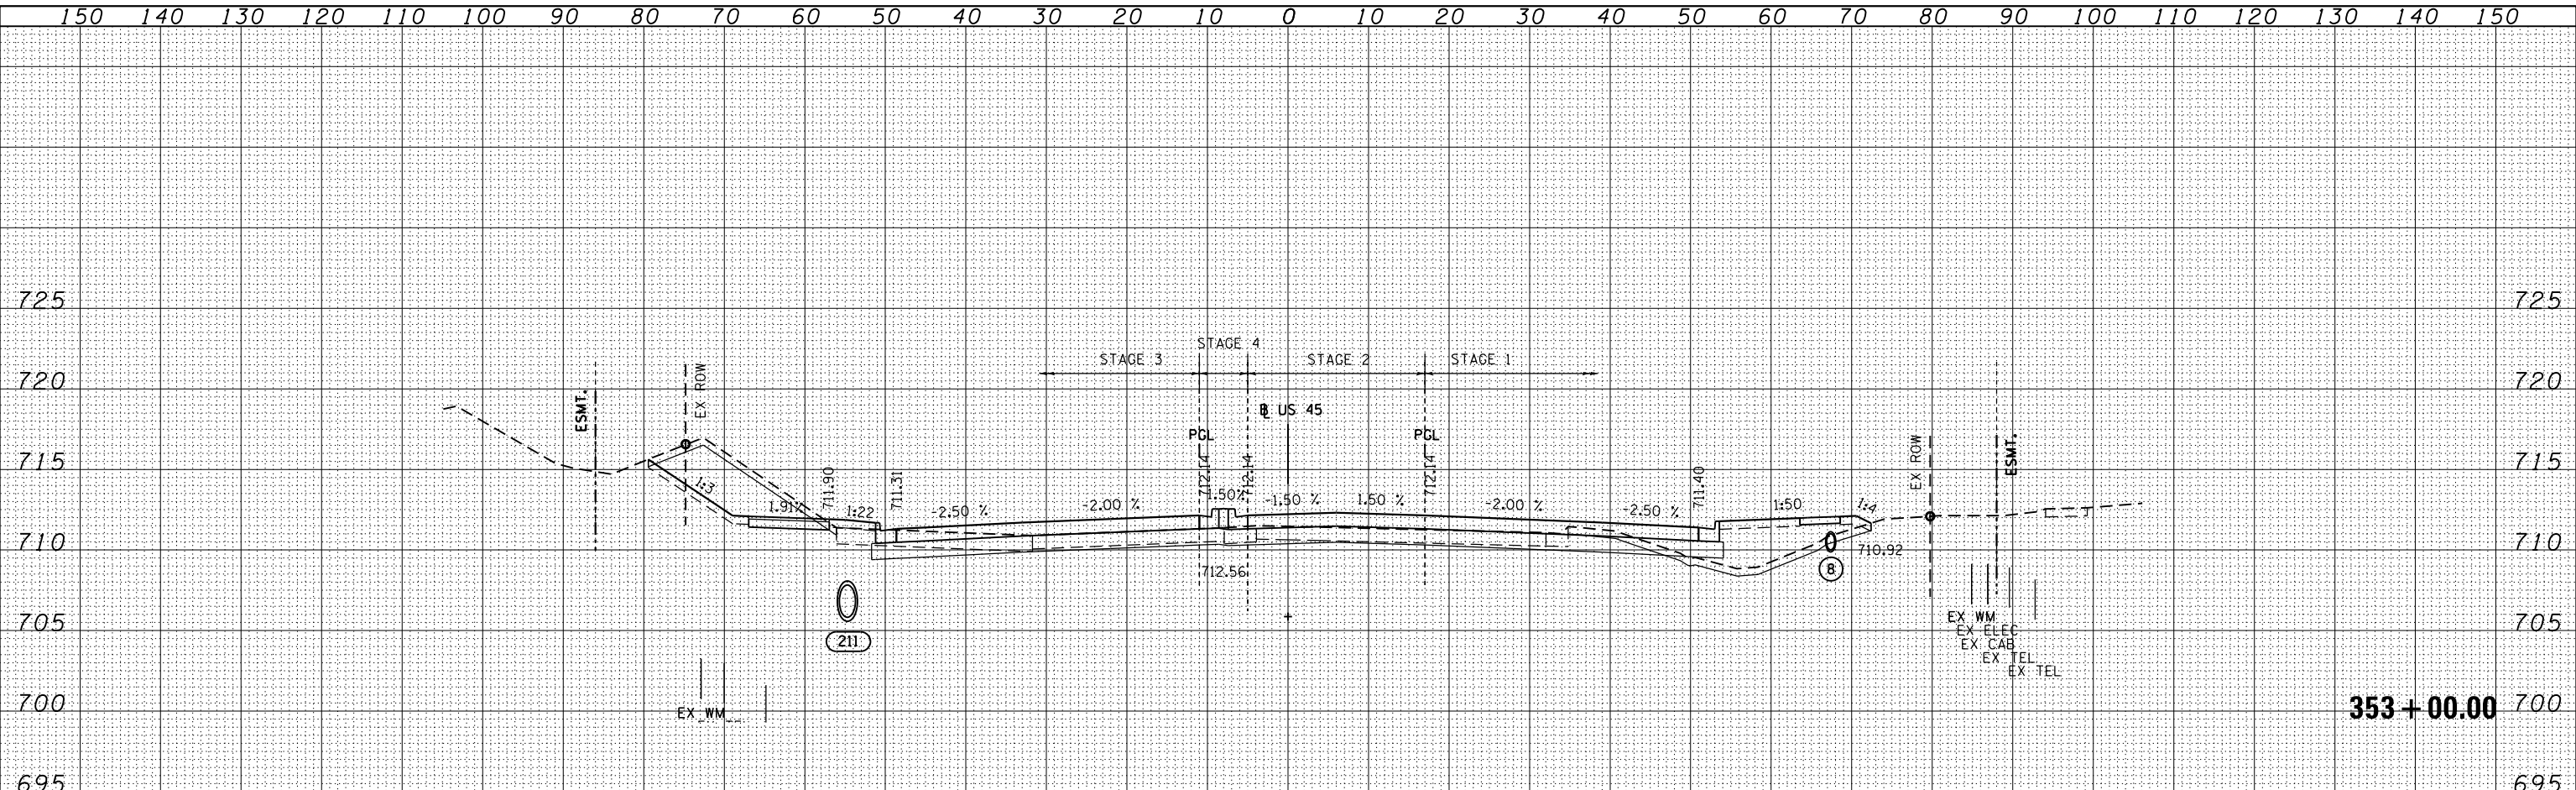 150 140 130 120 110 100 90 80 70 60 50 40 30 20 10 0 10 20 30 40 50 60 70 80 90 100 110 120 130 140 150
725 725
STAGE 4
STAGE 3 STAGE 2 STAGE 1
720 720
ESMT. EX ROW
℄ US 45
PGL PGL
EX ROW ESMT.
715 715
711.90 711.31 712.14 712.14 712.14 711.40
1:3 1.91% 1:22 -2.50 % -2.00 % 1.50% -1.50 % 1.50 % -2.00 % -2.50 % 1:50 1:4
710 710.92 710
712.56 8
705 EX WM 705
211 EX ELEC
EX CAB
EX TEL
EX TEL
700 EX WM 353+00.00 700
695 695